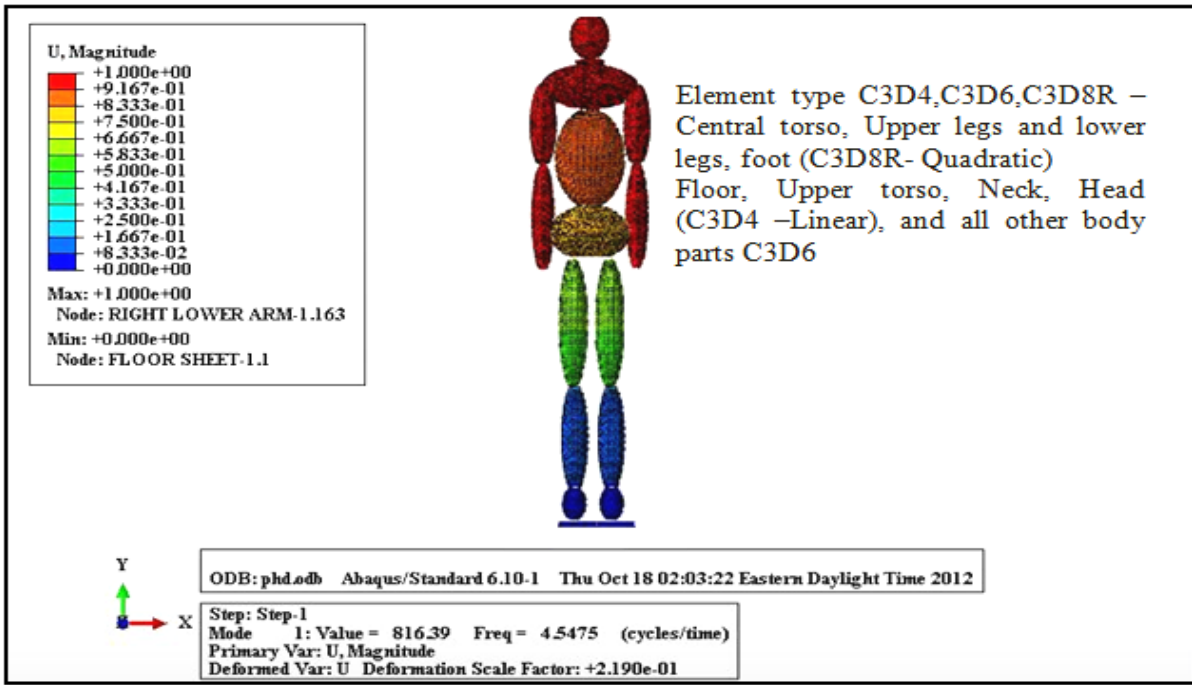 U, Magnitude
+1.000e+00
+9.167e-01
+8.333e-01
+7.500e-01
+6.667e-01
+5.833e-01
+5.000e-01
+4.167e-01
+3.333e-01
+2.500e-01
+1.667e-01
+8.333e-02
+0.000e+00
Max: +1.000e+00
Node: RIGHT LOWER ARM-1.163
Min: +0.000e+00
Node: FLOOR SHEET-1.1
Element type C3D4,C3D6,C3D8R –
Central torso, Upper legs and lower
legs, foot (C3D8R- Quadratic)
Floor, Upper torso, Neck, Head
(C3D4 –Linear), and all other body
parts C3D6
Y
X
ODB: phd.odb Abaqus/Standard 6.10-1 Thu Oct 18 02:03:22 Eastern Daylight Time 2012
Step: Step-1
Mode 1: Value = 816.39 Freq = 4.5475 (cycles/time)
Primary Var: U, Magnitude
Deformed Var: U Deformation Scale Factor: +2.190e-01